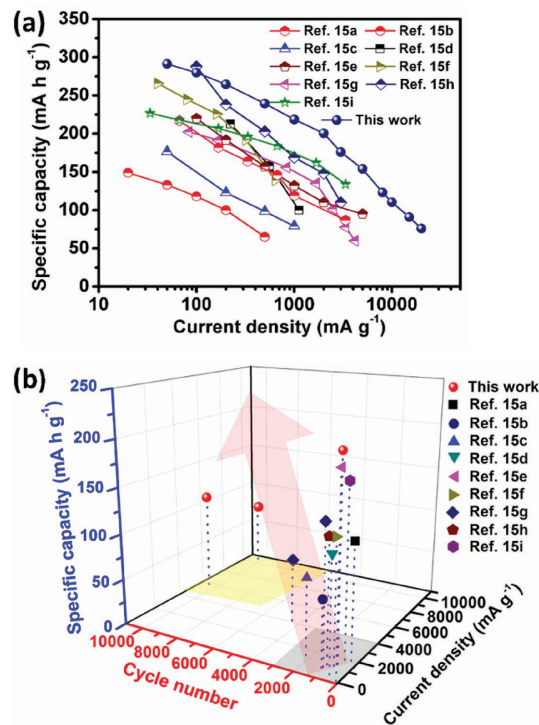 (a)
350
300
250
200
150
100
50
0
Specific capacity (mA h g⁻¹)
Ref. 15a Ref. 15b
Ref. 15c Ref. 15d
Ref. 15e Ref. 15f
Ref. 15g Ref. 15h
Ref. 15i
This work
10 100 1000 10000
Current density (mA g⁻¹)
(b)
250
200
150
100
50
0
Specific capacity (mA h g⁻¹)
This work
Ref. 15a
Ref. 15b
Ref. 15c
Ref. 15d
Ref. 15e
Ref. 15f
Ref. 15g
Ref. 15h
Ref. 15i
10000
8000
6000
4000
2000
0
Cycle number
10000
8000
6000
4000
2000
0
Current density (mA g⁻¹)